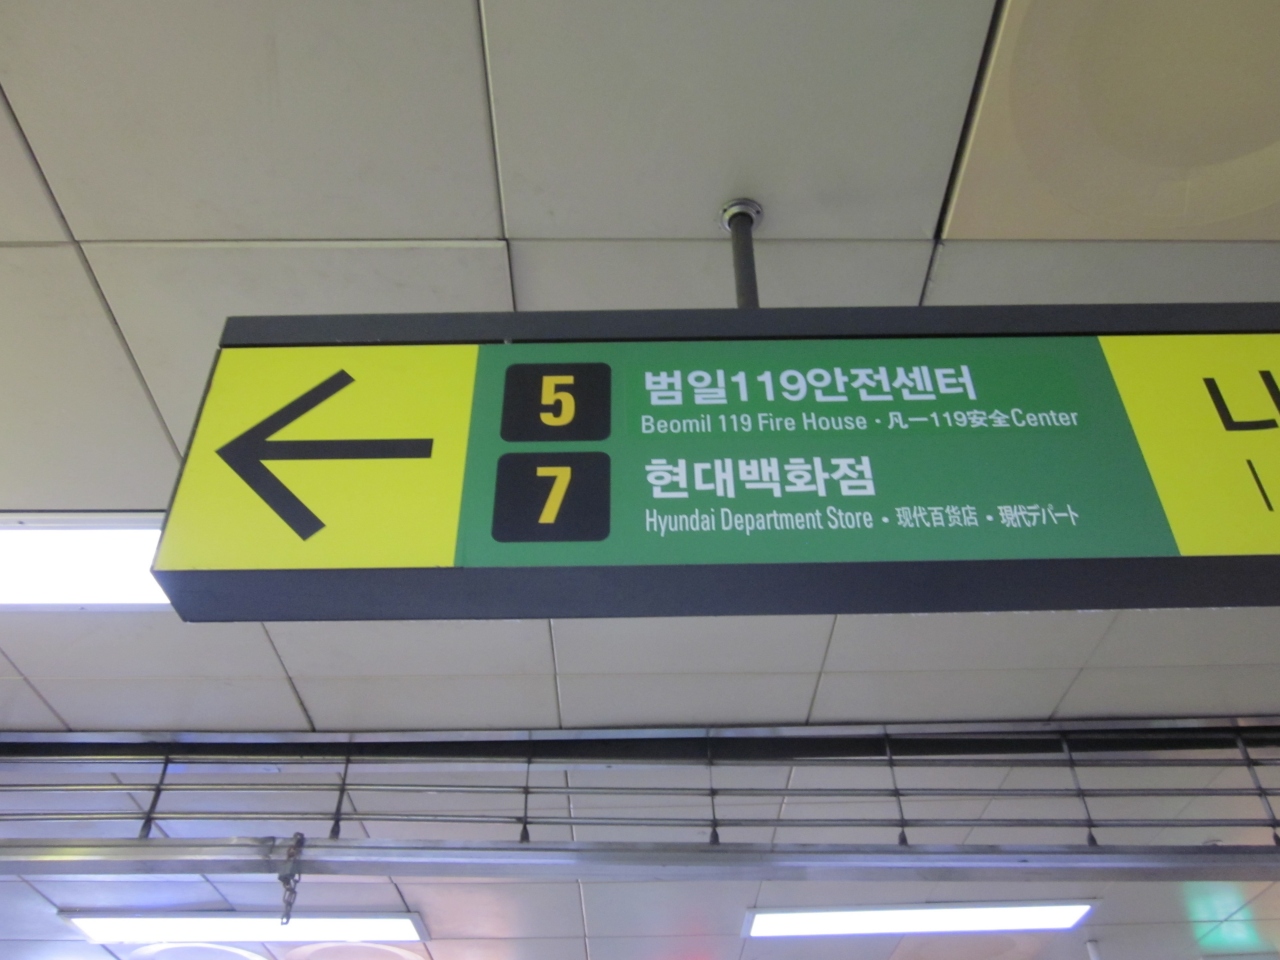 5
범일119안전센터
Beomil 119 Fire House · 凡一119安全Center
7
현대백화점
Hyundai Department Store · 现代百货店 · 現代デパート